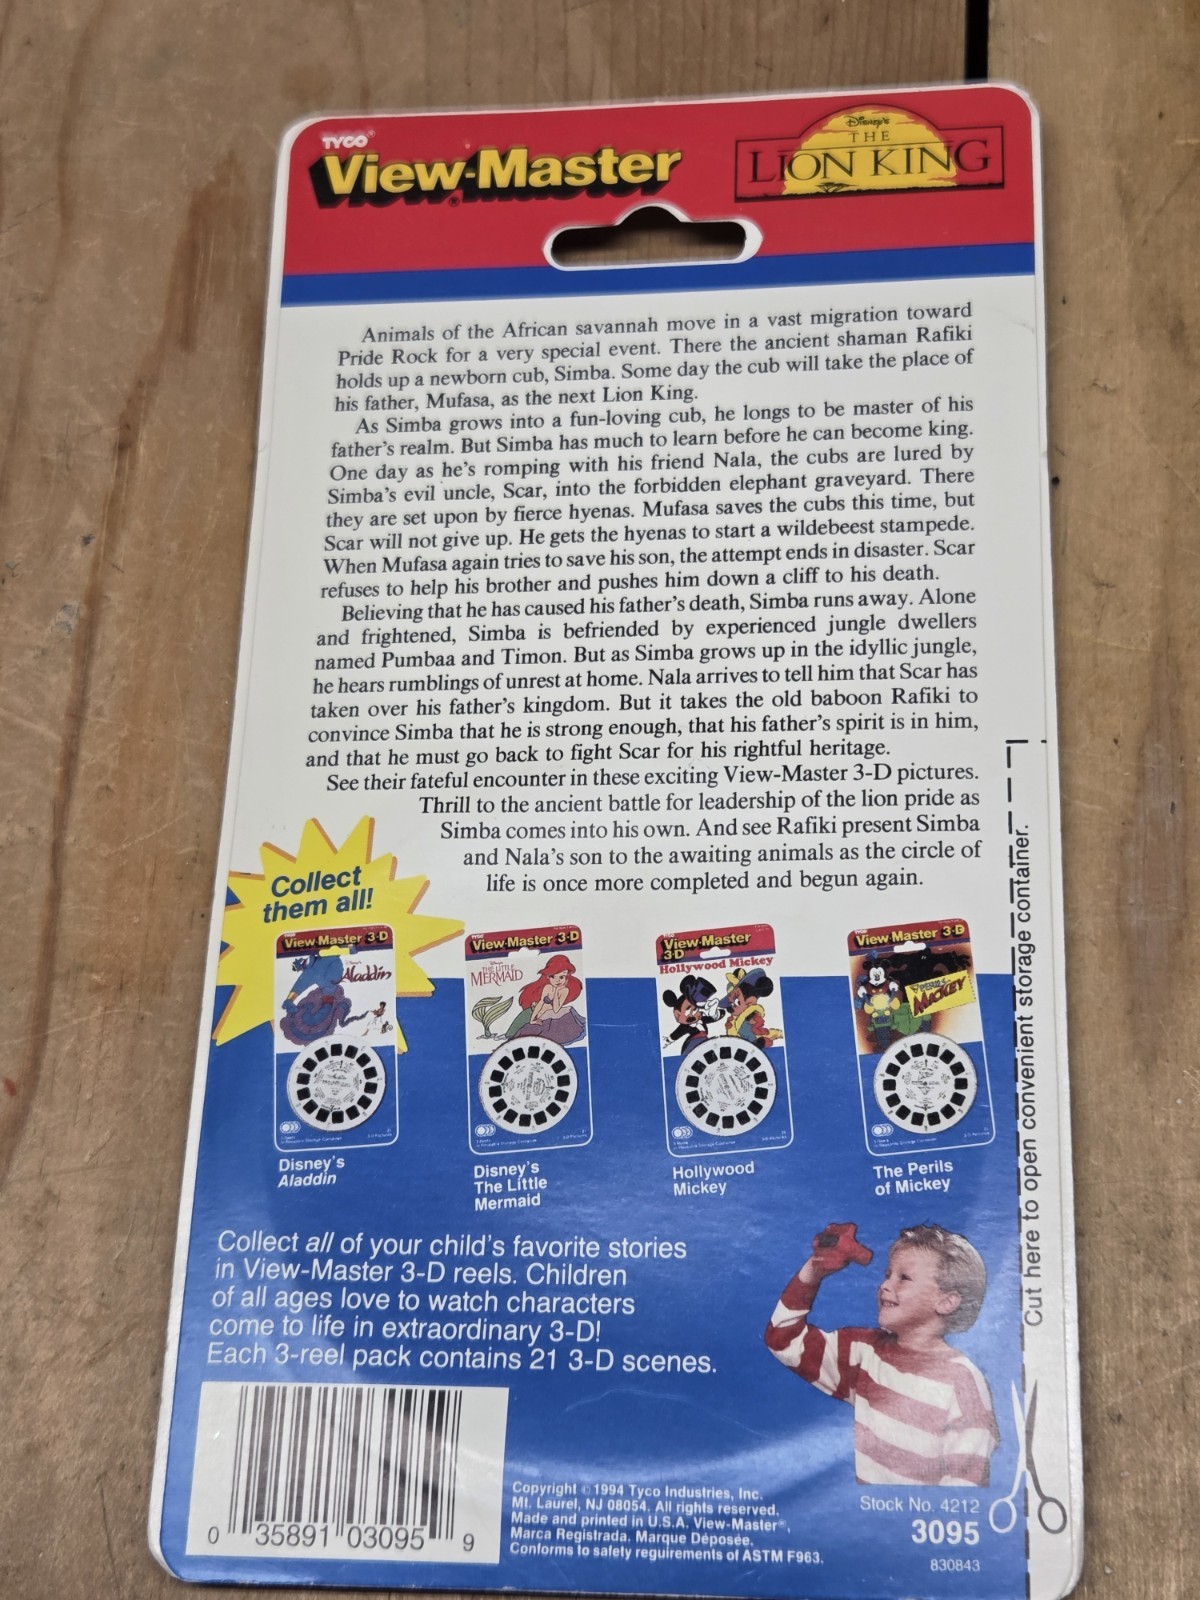 TYCO®
View-Master®
Disney's
THE
LION KING
Animals of the African savannah move in a vast migration toward
Pride Rock for a very special event. There the ancient shaman Rafiki
holds up a newborn cub, Simba. Some day the cub will take the place of
his father, Mufasa, as the next Lion King.
As Simba grows into a fun-loving cub, he longs to be master of his
father's realm. But Simba has much to learn before he can become king.
One day as he's romping with his friend Nala, the cubs are lured by
Simba's evil uncle, Scar, into the forbidden elephant graveyard. There
they are set upon by fierce hyenas. Mufasa saves the cubs this time, but
Scar will not give up. He gets the hyenas to start a wildebeest stampede.
When Mufasa again tries to save his son, the attempt ends in disaster. Scar
refuses to help his brother and pushes him down a cliff to his death.
Believing that he has caused his father's death, Simba runs away. Alone
and frightened, Simba is befriended by experienced jungle dwellers
named Pumbaa and Timon. But as Simba grows up in the idyllic jungle,
he hears rumblings of unrest at home. Nala arrives to tell him that Scar has
taken over his father's kingdom. But it takes the old baboon Rafiki to
convince Simba that he is strong enough, that his father's spirit is in him,
and that he must go back to fight Scar for his rightful heritage.
See their fateful encounter in these exciting View-Master 3-D pictures.
Thrill to the ancient battle for leadership of the lion pride as
Simba comes into his own. And see Rafiki present Simba
and Nala's son to the awaiting animals as the circle of
life is once more completed and begun again.
Collect
them all!
View-Master 3-D
Aladdin
View-Master 3-D
THE LITTLE
MERMAID
View-Master
3-D
Hollywood Mickey
View-Master 3-D
MICKEY
Disney's
Aladdin
Disney's
The Little
Mermaid
Hollywood
Mickey
The Perils
of Mickey
Collect all of your child's favorite stories
in View-Master 3-D reels. Children
of all ages love to watch characters
come to life in extraordinary 3-D!
Each 3-reel pack contains 21 3-D scenes.
Cut here to open convenient storage container.
0 35891 03095 9
Copyright © 1994 Tyco Industries, Inc.
Mt. Laurel, NJ 08054. All rights reserved.
Made and printed in U.S.A. View-Master®,
Marca Registrada. Marque Déposée.
Conforms to safety requirements of ASTM F963.
Stock No. 4212
3095
830843